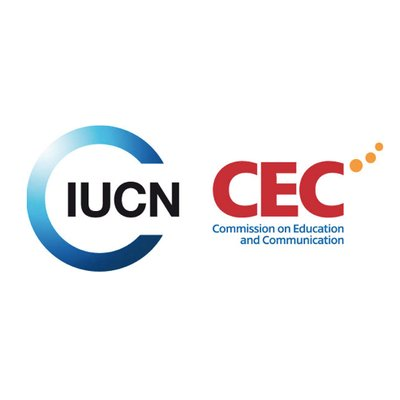 IUCN
CEC
Commission on Education
and Communication